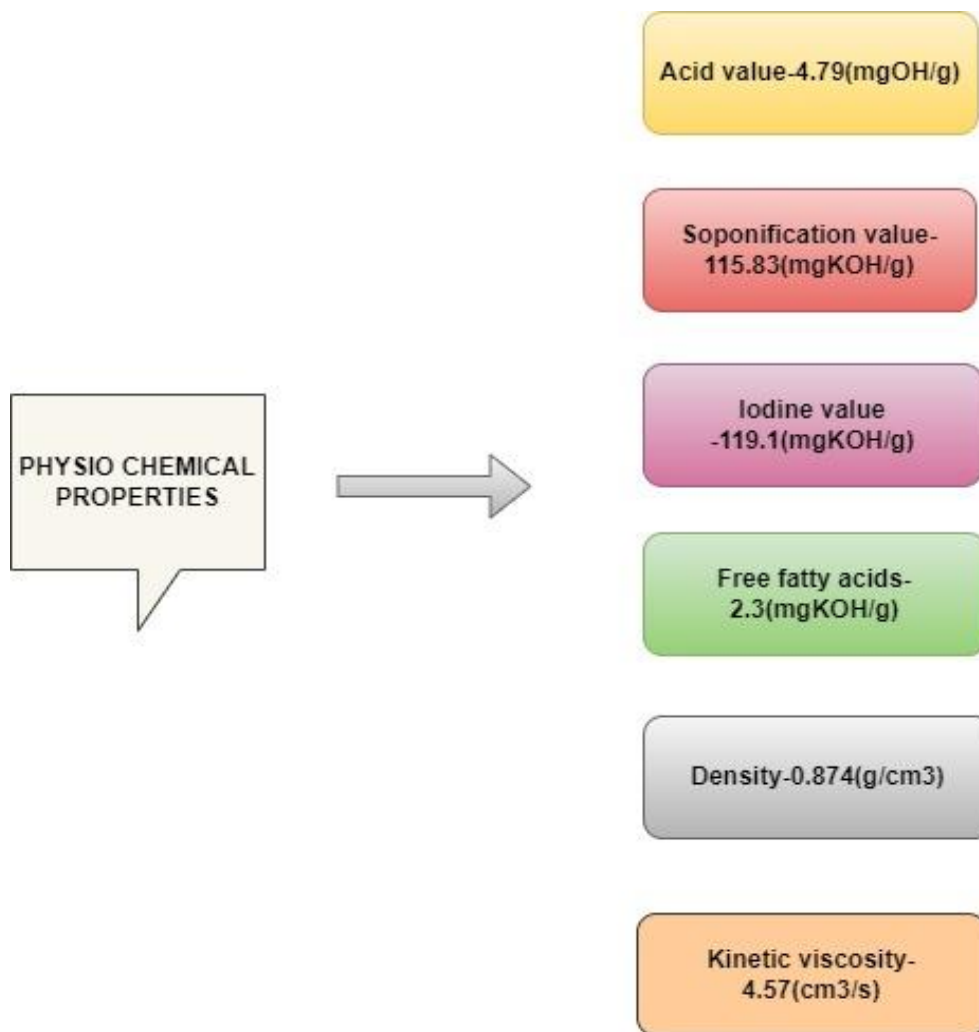 Acid value-4.79(mgOH/g)
Soponification value-
115.83(mgKOH/g)
Iodine value
-119.1(mgKOH/g)
PHYSIO CHEMICAL
PROPERTIES
Free fatty acids-
2.3(mgKOH/g)
Density-0.874(g/cm3)
Kinetic viscosity-
4.57(cm3/s)